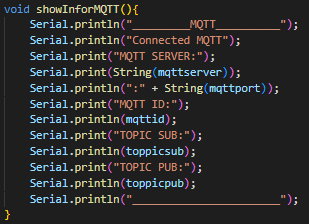 void showInforMQTT(){
    Serial.println("_________MQTT__________");
    Serial.println("Connected MQTT");
    Serial.print("MQTT SERVER:");
    Serial.print(String(mqttserver));
    Serial.println(":" + String(mqttport));
    Serial.print("MQTT ID:");
    Serial.println(mqttid);
    Serial.print("TOPIC SUB:");
    Serial.println(toppicsub);
    Serial.print("TOPIC PUB:");
    Serial.println(toppicpub);
    Serial.println("_______________________");
}